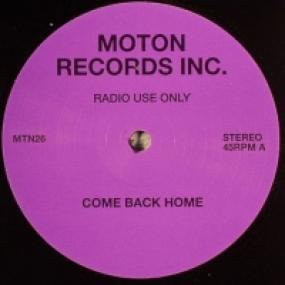 MOTON
RECORDS INC.
RADIO USE ONLY
MTN26
STEREO
45RPM A
COME BACK HOME